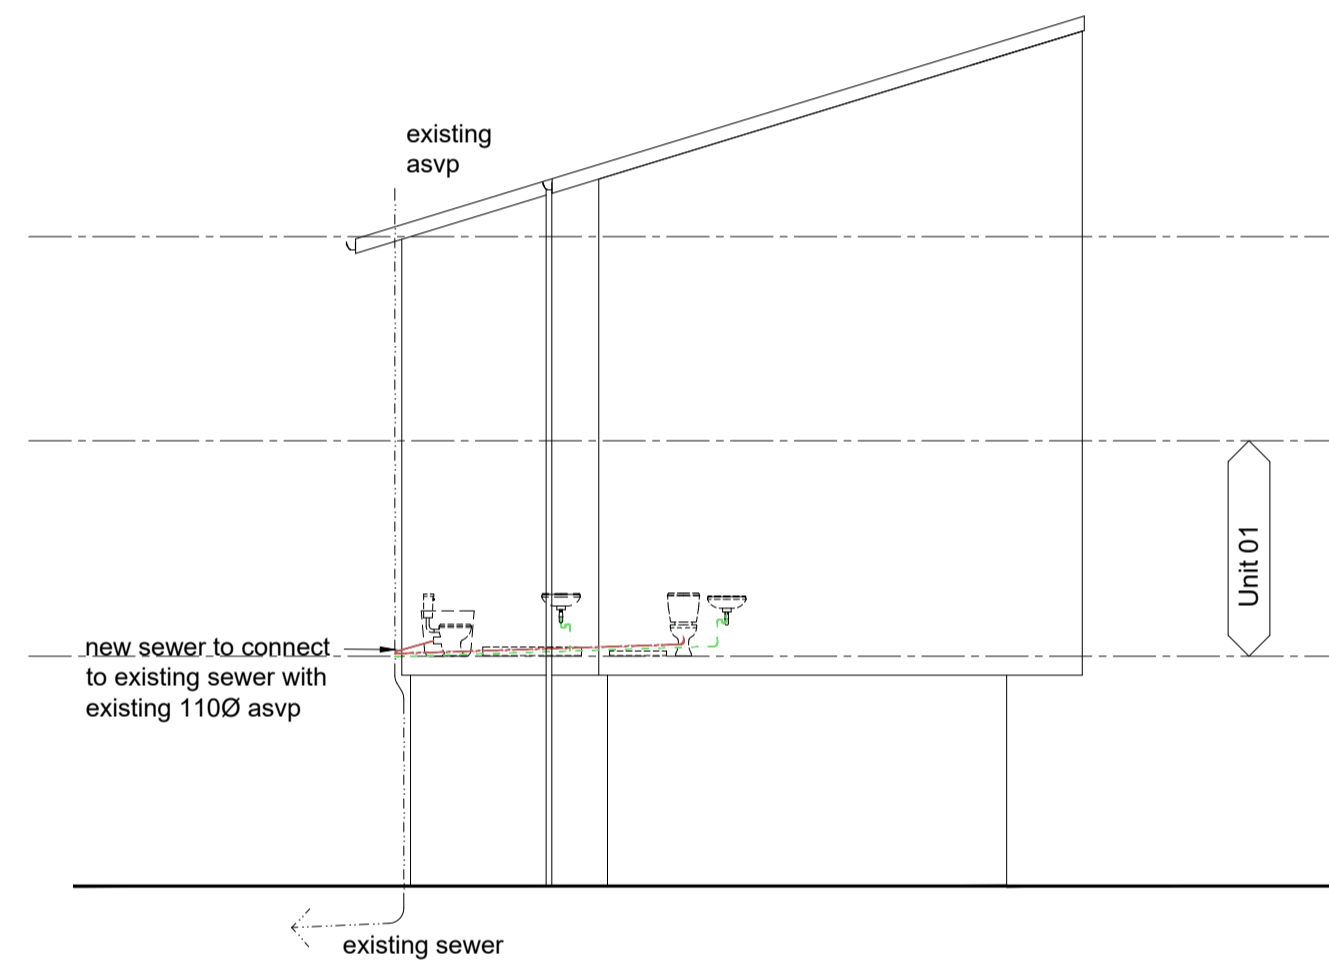 existing
asvp
Unit 01
new sewer to connect
to existing sewer with
existing 110Ø asvp
existing sewer